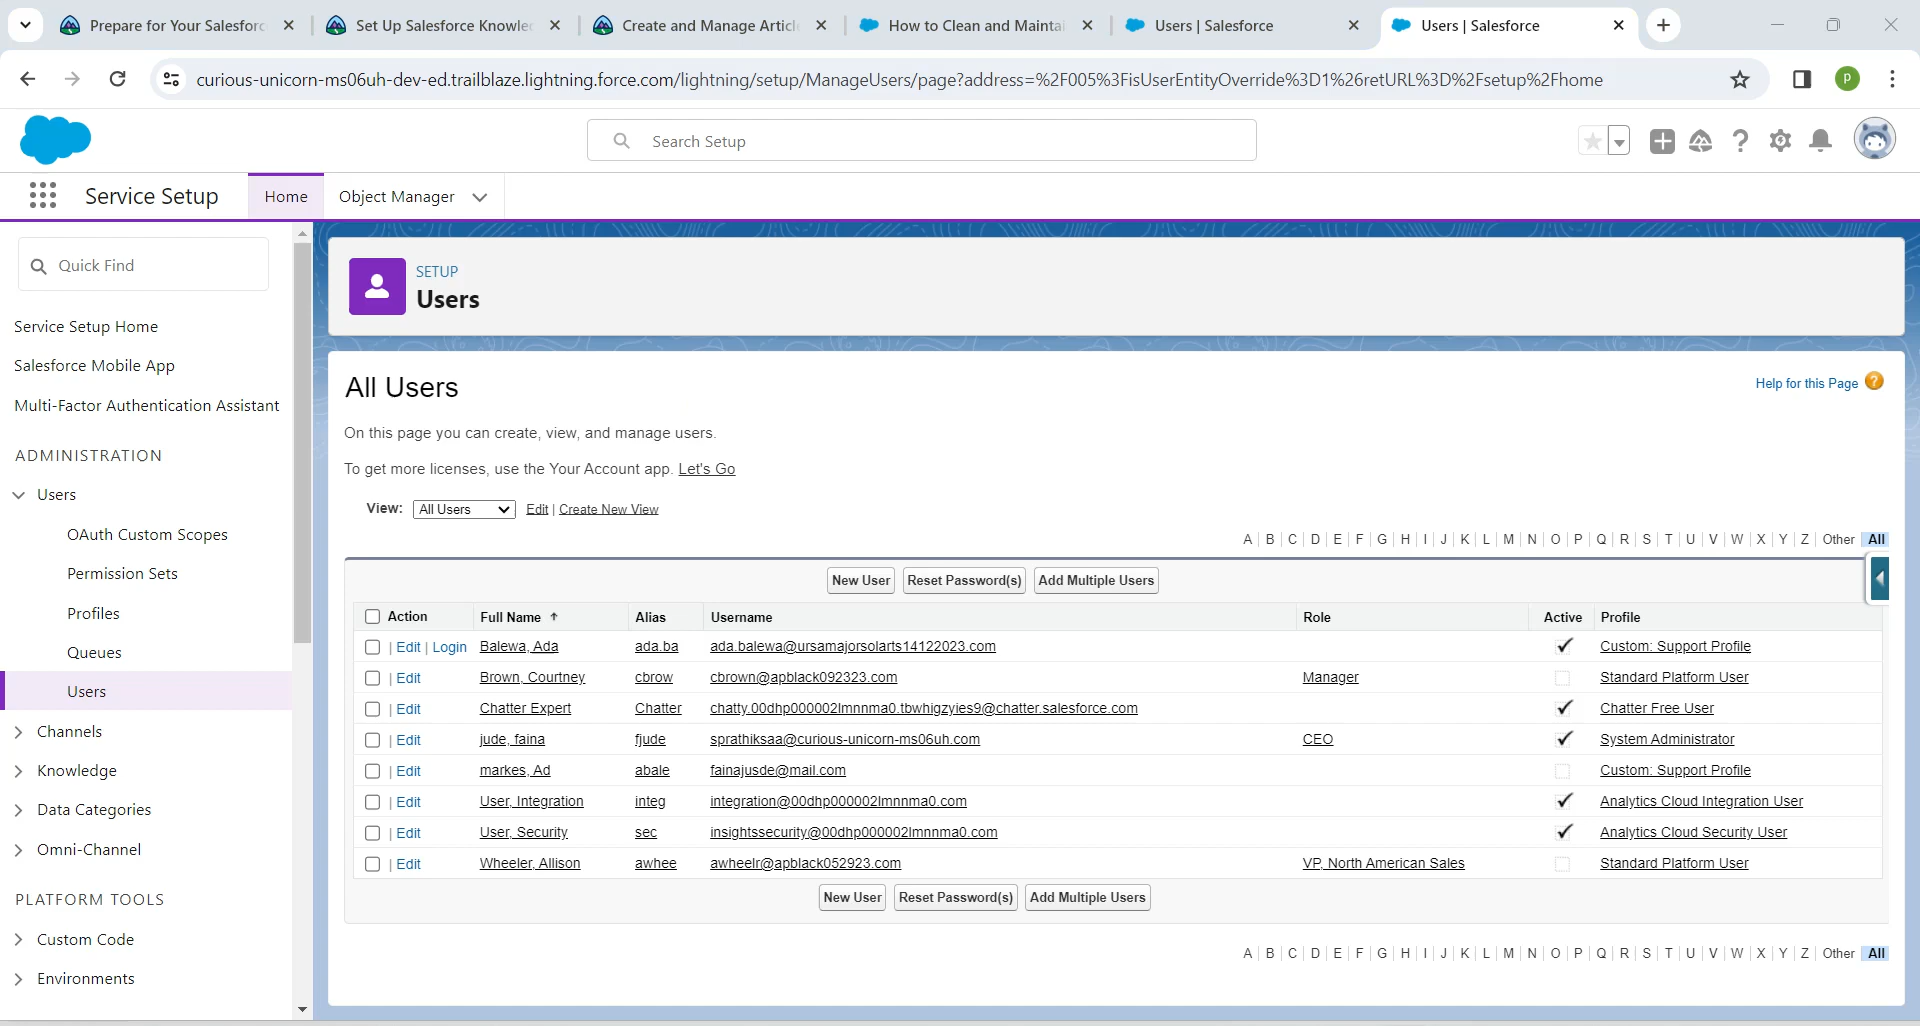 Prepare for Your Salesforc
Set Up Salesforce Knowle
Create and Manage Articl
How to Clean and Mainta
Users | Salesforce
Users | Salesforce
curious-unicorn-ms06uh-dev-ed.trailblaze.lightning.force.com/lightning/setup/ManageUsers/page?address=%2F005%3FisUserEntityOverride%3D1%26retURL%3D%2Fsetup%2Fhome
P
Search Setup
Service Setup
Home
Object Manager
Quick Find
Service Setup Home
Salesforce Mobile App
Multi-Factor Authentication Assistant
ADMINISTRATION
Users
OAuth Custom Scopes
Permission Sets
Profiles
Queues
Users
Channels
Knowledge
Data Categories
Omni-Channel
PLATFORM TOOLS
Custom Code
Environments
SETUP
Users
All Users
Help for this Page ?
On this page you can create, view, and manage users.
To get more licenses, use the Your Account app. Let's Go
View: All Users Edit | Create New View
A | B | C | D | E | F | G | H | I | J | K | L | M | N | O | P | Q | R | S | T | U | V | W | X | Y | Z | Other | All
New User Reset Password(s) Add Multiple Users
Action Full Name Alias Username Role Active Profile
| Edit | Login Balewa, Ada ada.ba ada.balewa@ursamajorsolarts14122023.com Custom: Support Profile
| Edit Brown, Courtney cbrow cbrown@apblack092323.com Manager Standard Platform User
| Edit Chatter Expert Chatter chatty.00dhp000002lmnnma0.tbwhigzyies9@chatter.salesforce.com Chatter Free User
| Edit jude, faina fjude sprathiksaa@curious-unicorn-ms06uh.com CEO System Administrator
| Edit markes, Ad abale fainajusde@mail.com Custom: Support Profile
| Edit User, Integration integ integration@00dhp000002lmnnma0.com Analytics Cloud Integration User
| Edit User, Security sec insightssecurity@00dhp000002lmnnma0.com Analytics Cloud Security User
| Edit Wheeler, Allison awhee awheelr@apblack052923.com VP, North American Sales Standard Platform User
New User Reset Password(s) Add Multiple Users
A | B | C | D | E | F | G | H | I | J | K | L | M | N | O | P | Q | R | S | T | U | V | W | X | Y | Z | Other | All